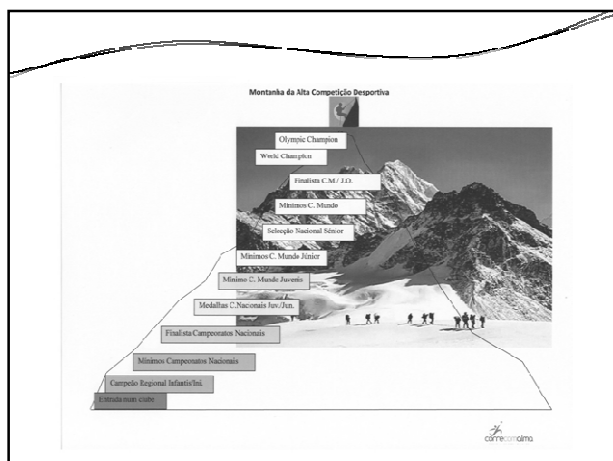 Montanha da Alta Competição Desportiva
Olympic Champion
World Champion
Finalista C.M./ J.O.
Mínimos C. Mundo
Selecção Nacional Sénior
Mínimos C. Mundo Júnior
Mínimo C. Mundo Juvenis
Medalhas C.Nacionais Juv./Jun.
Finalista Campeonatos Nacionais
Mínimos Campeonatos Nacionais
Campeão Regional Infantis/Ini.
Entrada num clube
correcomalma